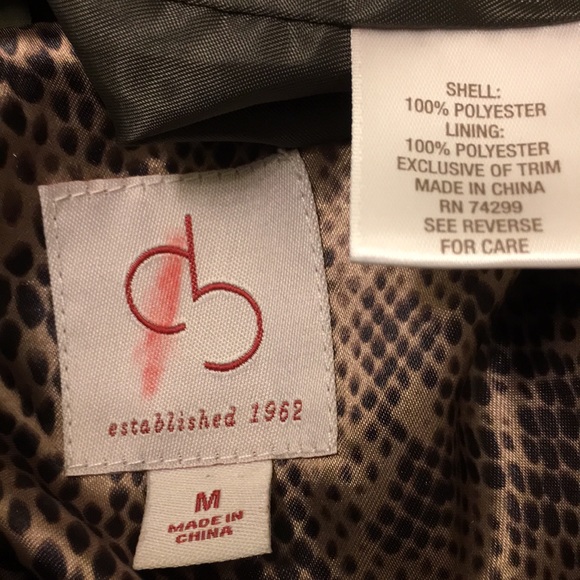 SHELL:
100% POLYESTER
LINING:
100% POLYESTER
EXCLUSIVE OF TRIM
MADE IN CHINA
RN 74299
SEE REVERSE
FOR CARE
db
established 1962
M
MADE IN
CHINA